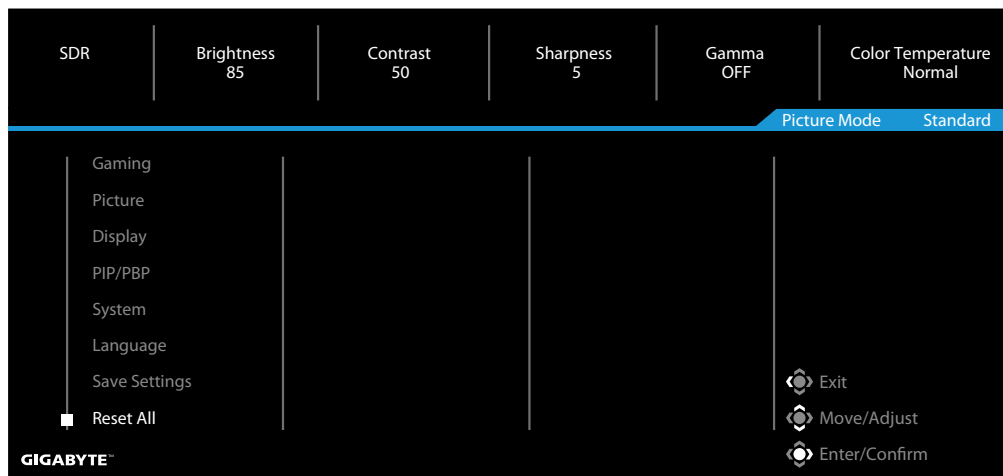 SDR
Brightness
85
Contrast
50
Sharpness
5
Gamma
OFF
Color Temperature
Normal
Picture Mode Standard
Gaming
Picture
Display
PIP/PBP
System
Language
Save Settings
Reset All
Exit
Move/Adjust
Enter/Confirm
GIGABYTE™